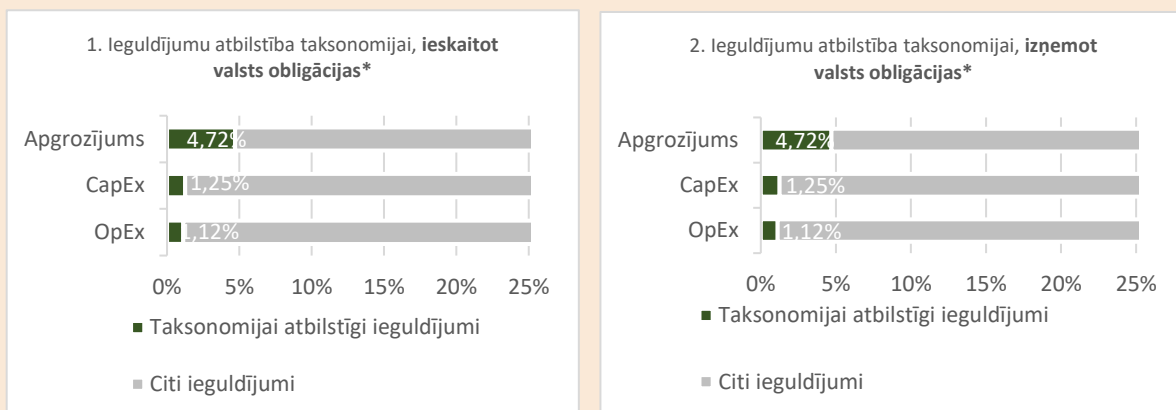 1. Ieguldījumu atbilstība taksonomijai, ieskaitot
valsts obligācijas*
Apgrozījums
4,72%
CapEx
1,25%
OpEx
1,12%
0% 5% 10% 15% 20% 25%
Taksonomijai atbilstīgi ieguldījumi
Citi ieguldījumi
2. Ieguldījumu atbilstība taksonomijai, izņemot
valsts obligācijas*
Apgrozījums
4,72%
CapEx
1,25%
OpEx
1,12%
0% 5% 10% 15% 20% 25%
Taksonomijai atbilstīgi ieguldījumi
Citi ieguldījumi